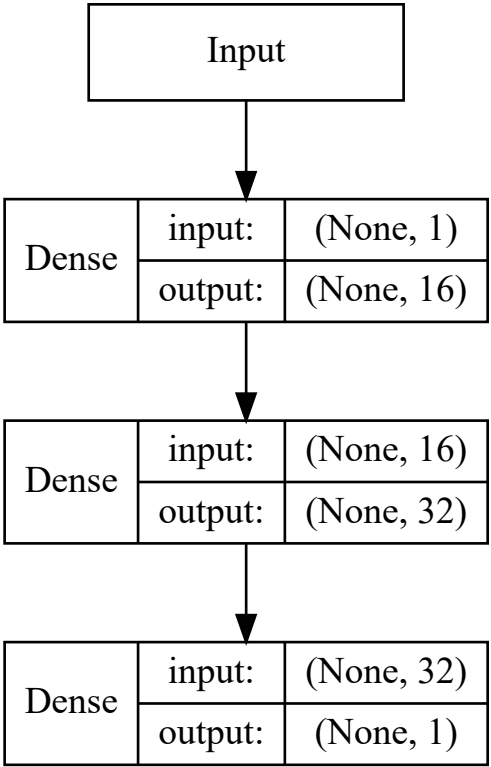 Input
Dense
input:
(None, 1)
output:
(None, 16)
Dense
input:
(None, 16)
output:
(None, 32)
Dense
input:
(None, 32)
output:
(None, 1)